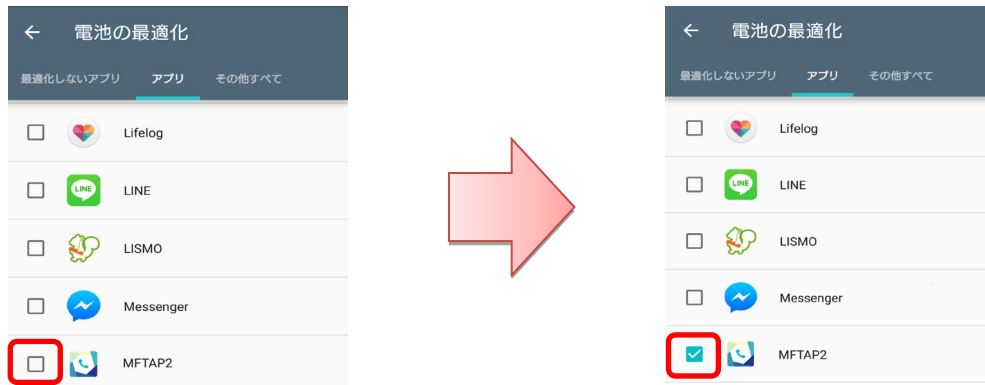 電池の最適化
最適化しないアプリ アプリ その他すべて
Lifelog
LINE LINE
LISMO
Messenger
MFTAP2
電池の最適化
最適化しないアプリ アプリ その他すべて
Lifelog
LINE LINE
LISMO
Messenger
MFTAP2